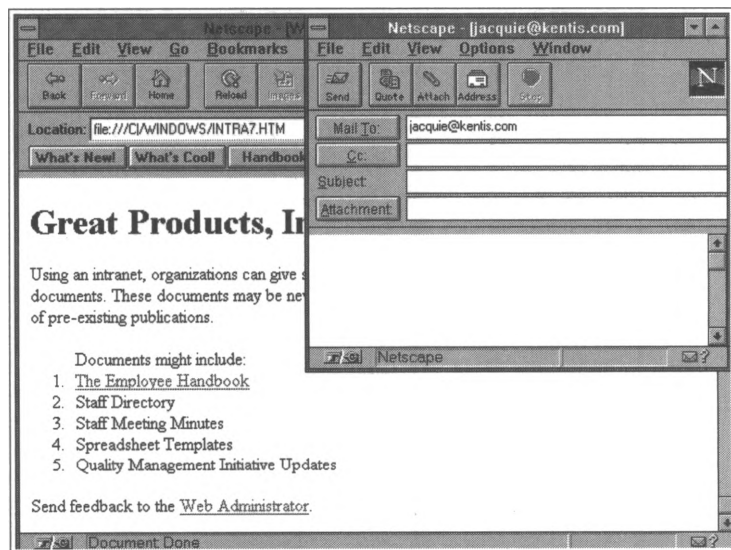 Netscape - [W
File Edit View Go Bookmarks
Back Forward Home Reload Images
Location: file:///C|/WINDOWS/INTRA7.HTM
What's New! What's Cool! Handbook
Great Products, In
Using an intranet, organizations can give s
documents. These documents may be ne
of pre-existing publications.
Documents might include:
1. The Employee Handbook
2. Staff Directory
3. Staff Meeting Minutes
4. Spreadsheet Templates
5. Quality Management Initiative Updates
Send feedback to the Web Administrator.
Document: Done
Netscape - [jacquie@kentis.com]
File Edit View Options Window
Send Quote Attach Address Stop
N
Mail To: jacquie@kentis.com
Cc:
Subject:
Attachment:
Netscape
?
?